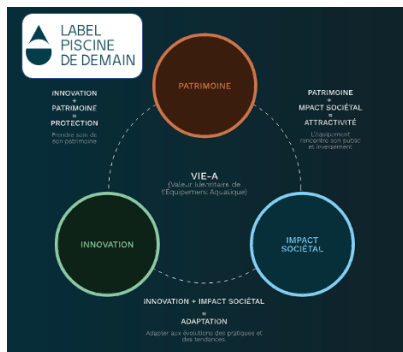 LABEL
PISCINE
DE DEMAIN
PATRIMOINE
INNOVATION
+
PATRIMOINE
=
PROTECTION
Prendre soin de
son patrimoine
PATRIMOINE
+
IMPACT SOCIÉTAL
=
ATTRACTIVITÉ
L'équipement
rencontre son public
et inversement
VIE-A
(Valeur Identitaire de
l'Équipement Aquatique)
INNOVATION
IMPACT
SOCIÉTAL
INNOVATION + IMPACT SOCIÉTAL
=
ADAPTATION
Adapter aux évolutions des pratiques et
des tendances.